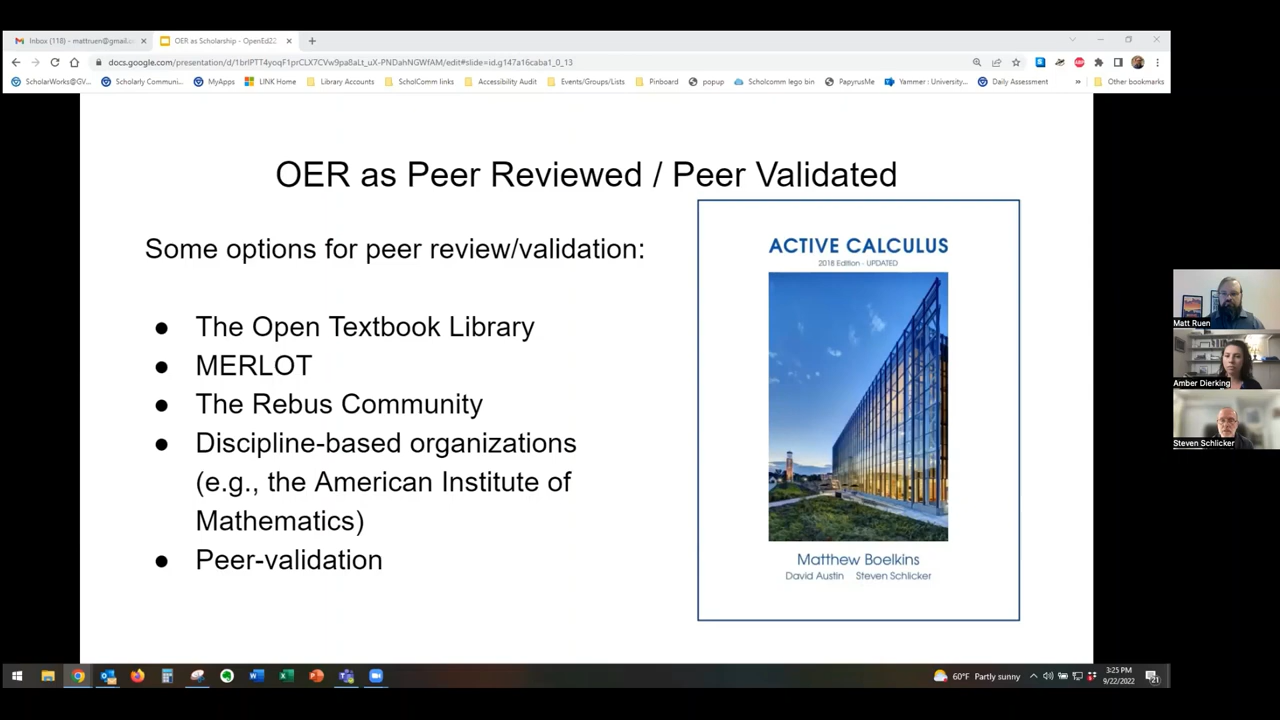 Inbox (118) - mattruen@gmail.
OER as Scholarship - OpenEd22
docs.google.com/presentation/d/1brIPTT4yoqF1prCLX7CVw9pa8aLt_uX-PNDahNGWfAM/edit#slide=id.g147a16caba1_0_13
ScholarWorks@GV... Scholarly Communi... MyApps LINK Home Library Accounts ScholComm links Accessibility Audit Events/Groups/Lists Pinboard popup Scholcomm lego bin PapyrusMe Yammer : University... Daily Assessment » Other bookmarks
OER as Peer Reviewed / Peer Validated
Some options for peer review/validation:
● The Open Textbook Library
● MERLOT
● The Rebus Community
● Discipline-based organizations
(e.g., the American Institute of
Mathematics)
● Peer-validation
ACTIVE CALCULUS
2018 Edition - UPDATED
Matthew Boelkins
David Austin Steven Schlicker
Matt Ruen
Amber Dierking
Steven Schlicker
60°F Partly sunny
3:25 PM
9/22/2022
21